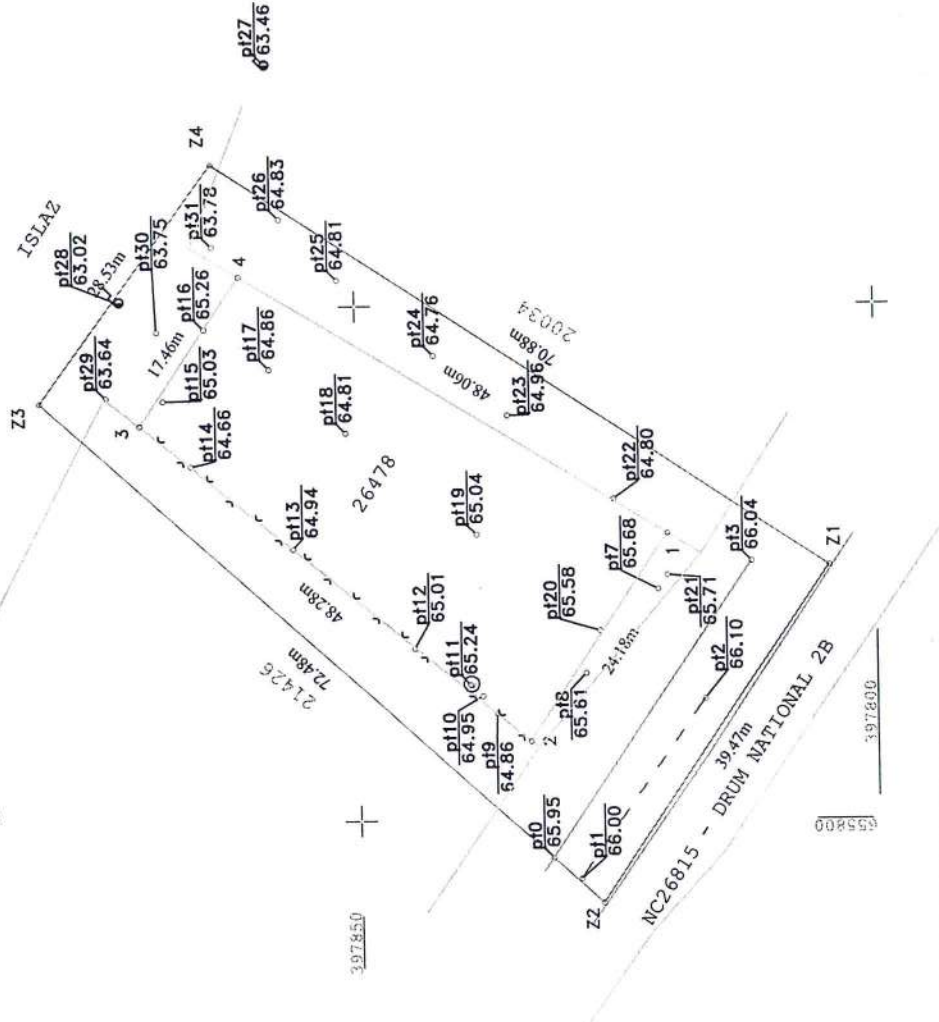 pt27
63.46
Z4
ISLAZ
pt28
63.02
28.53m
pt30
63.75
pt31
63.78
pt26
64.83
Z3
pt29
63.64
pt16
65.26
4
pt25
64.81
17.46m
pt17
64.86
pt15
65.03
3
pt14
64.66
pt18
64.81
pt24
64.76
20034
70.88m
48.06m
pt23
64.96
26478
pt13
64.94
pt19
65.04
pt22
64.80
48.28m
pt12
65.01
21426
72.48m
pt11
65.24
pt10
64.95
pt9
64.86
pt20
65.58
pt7
65.68
1
pt3
66.04
Z1
pt21
65.71
24.18m
2
pt8
65.61
pt2
66.10
pt0
65.95
pt1
66.00
Z2
39.47m
NC26815 - DRUM NATIONAL 2B
397850
397800
655800